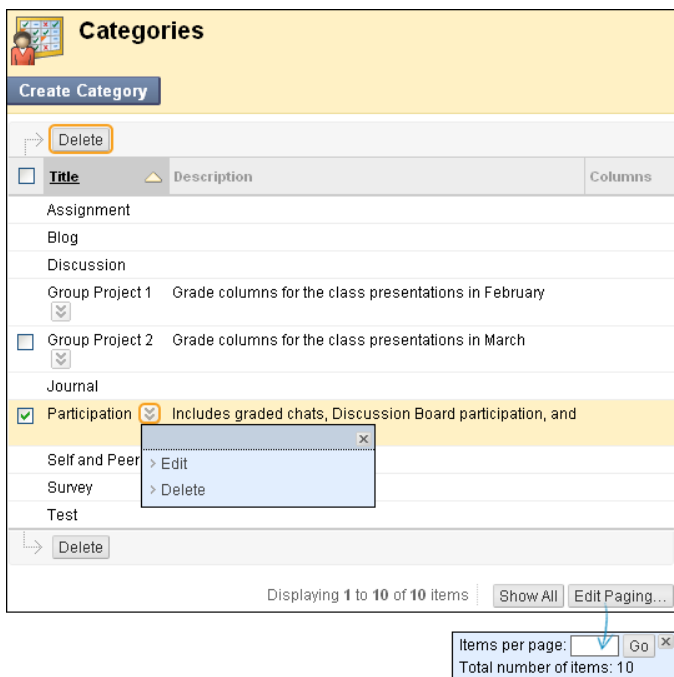 Categories
Create Category
Delete
Title Description Columns
Assignment
Blog
Discussion
Group Project 1 Grade columns for the class presentations in February
Group Project 2 Grade columns for the class presentations in March
Journal
Participation Includes graded chats, Discussion Board participation, and
Self and Peer
> Edit
Survey
> Delete
Test
Delete
Displaying 1 to 10 of 10 items Show All Edit Paging...
Items per page: Go
Total number of items: 10